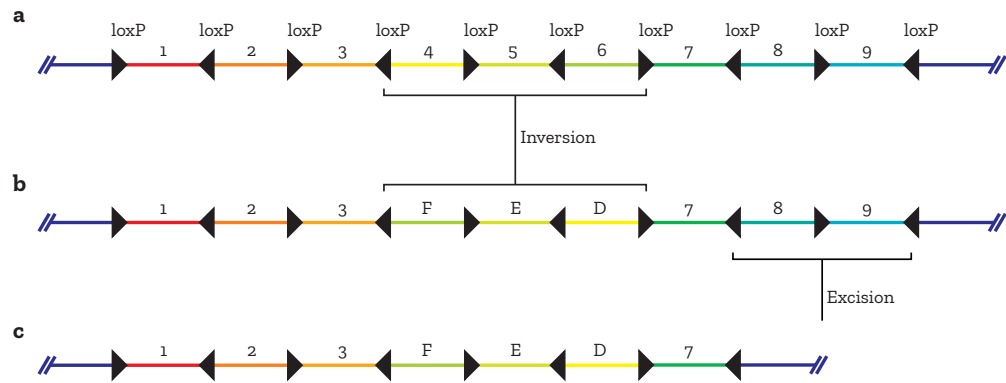 a
loxP loxP loxP loxP loxP loxP loxP loxP loxP loxP
1 2 3 4 5 6 7 8 9
Inversion
b
1 2 3 F E D 7 8 9
Excision
c
1 2 3 F E D 7